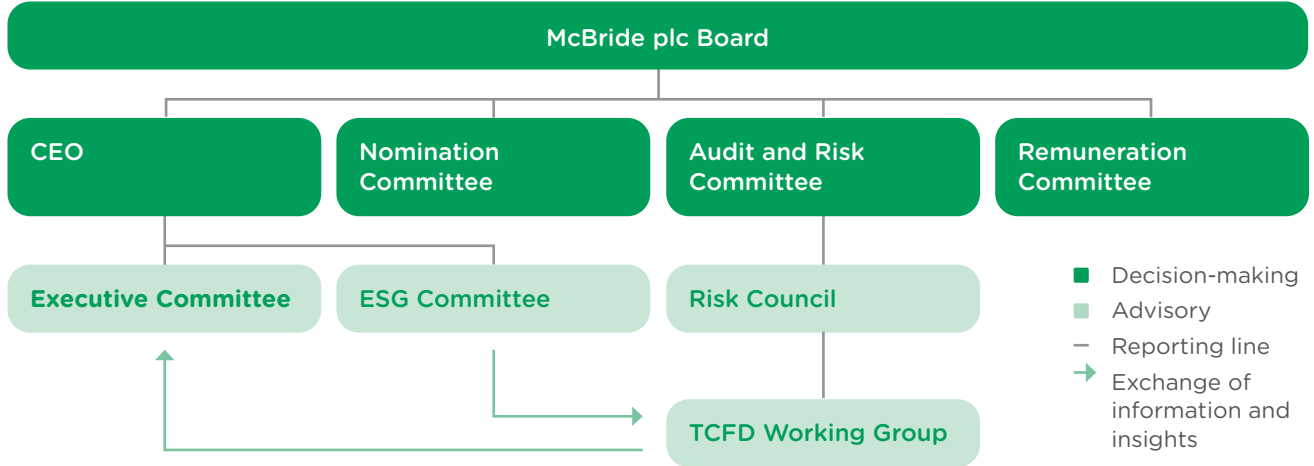 McBride plc Board
CEO
Nomination
Committee
Audit and Risk
Committee
Remuneration
Committee
Executive Committee
ESG Committee
Risk Council
TCFD Working Group
Decision-making
Advisory
Reporting line
Exchange of
information and
insights